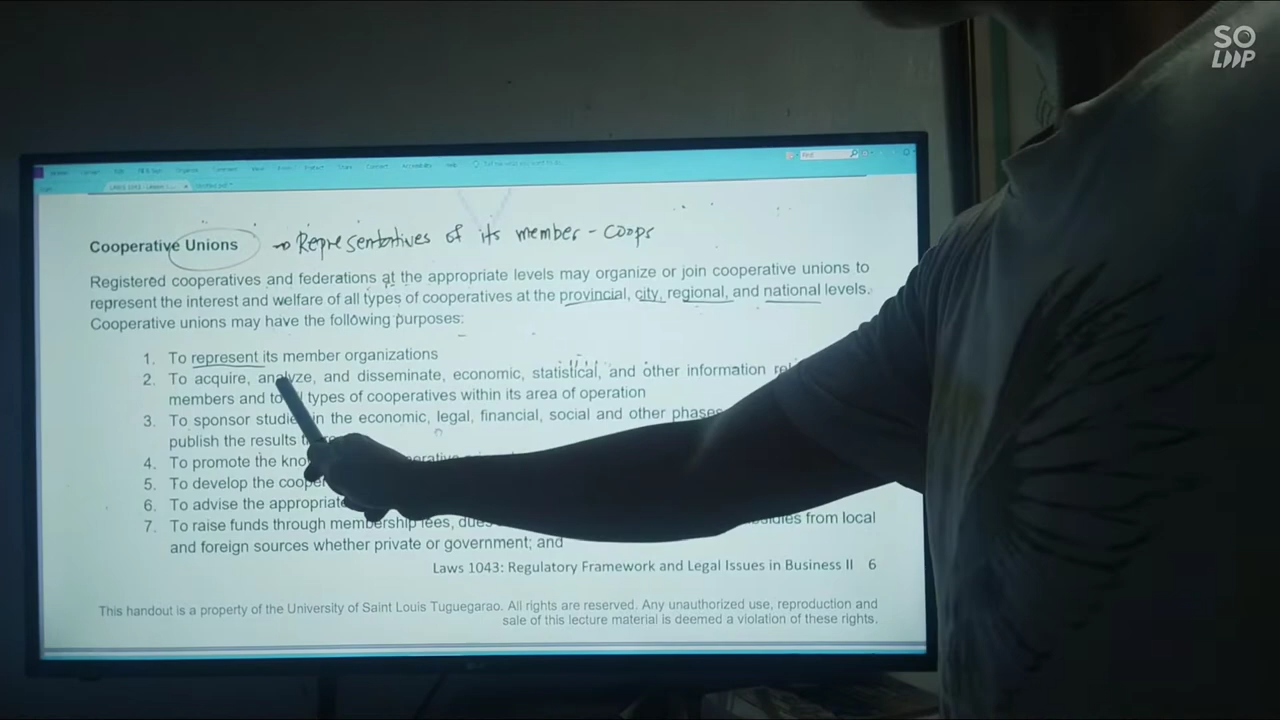 SO
LOOP
Find
Cooperative Unions → Representatives of its member - coops
Registered cooperatives and federations at the appropriate levels may organize or join cooperative unions to
represent the interest and welfare of all types of cooperatives at the provincial, city, regional, and national levels.
Cooperative unions may have the following purposes:
1. To represent its member organizations
2. To acquire, analyze, and disseminate, economic, statistical, and other information
members and to types of cooperatives within its area of operation
3. To sponsor in the economic, legal, financial, social and other phases
publish the results
4. To promote the
5. To develop the
6. To advise the appropriate
7. To raise funds through membership fees, from local
and foreign sources whether private or government; and
Laws 1043: Regulatory Framework and Legal Issues in Business II 6
This handout is a property of the University of Saint Louis Tuguegarao. All rights are reserved. Any unauthorized use, reproduction and
sale of this lecture material is deemed a violation of these rights.